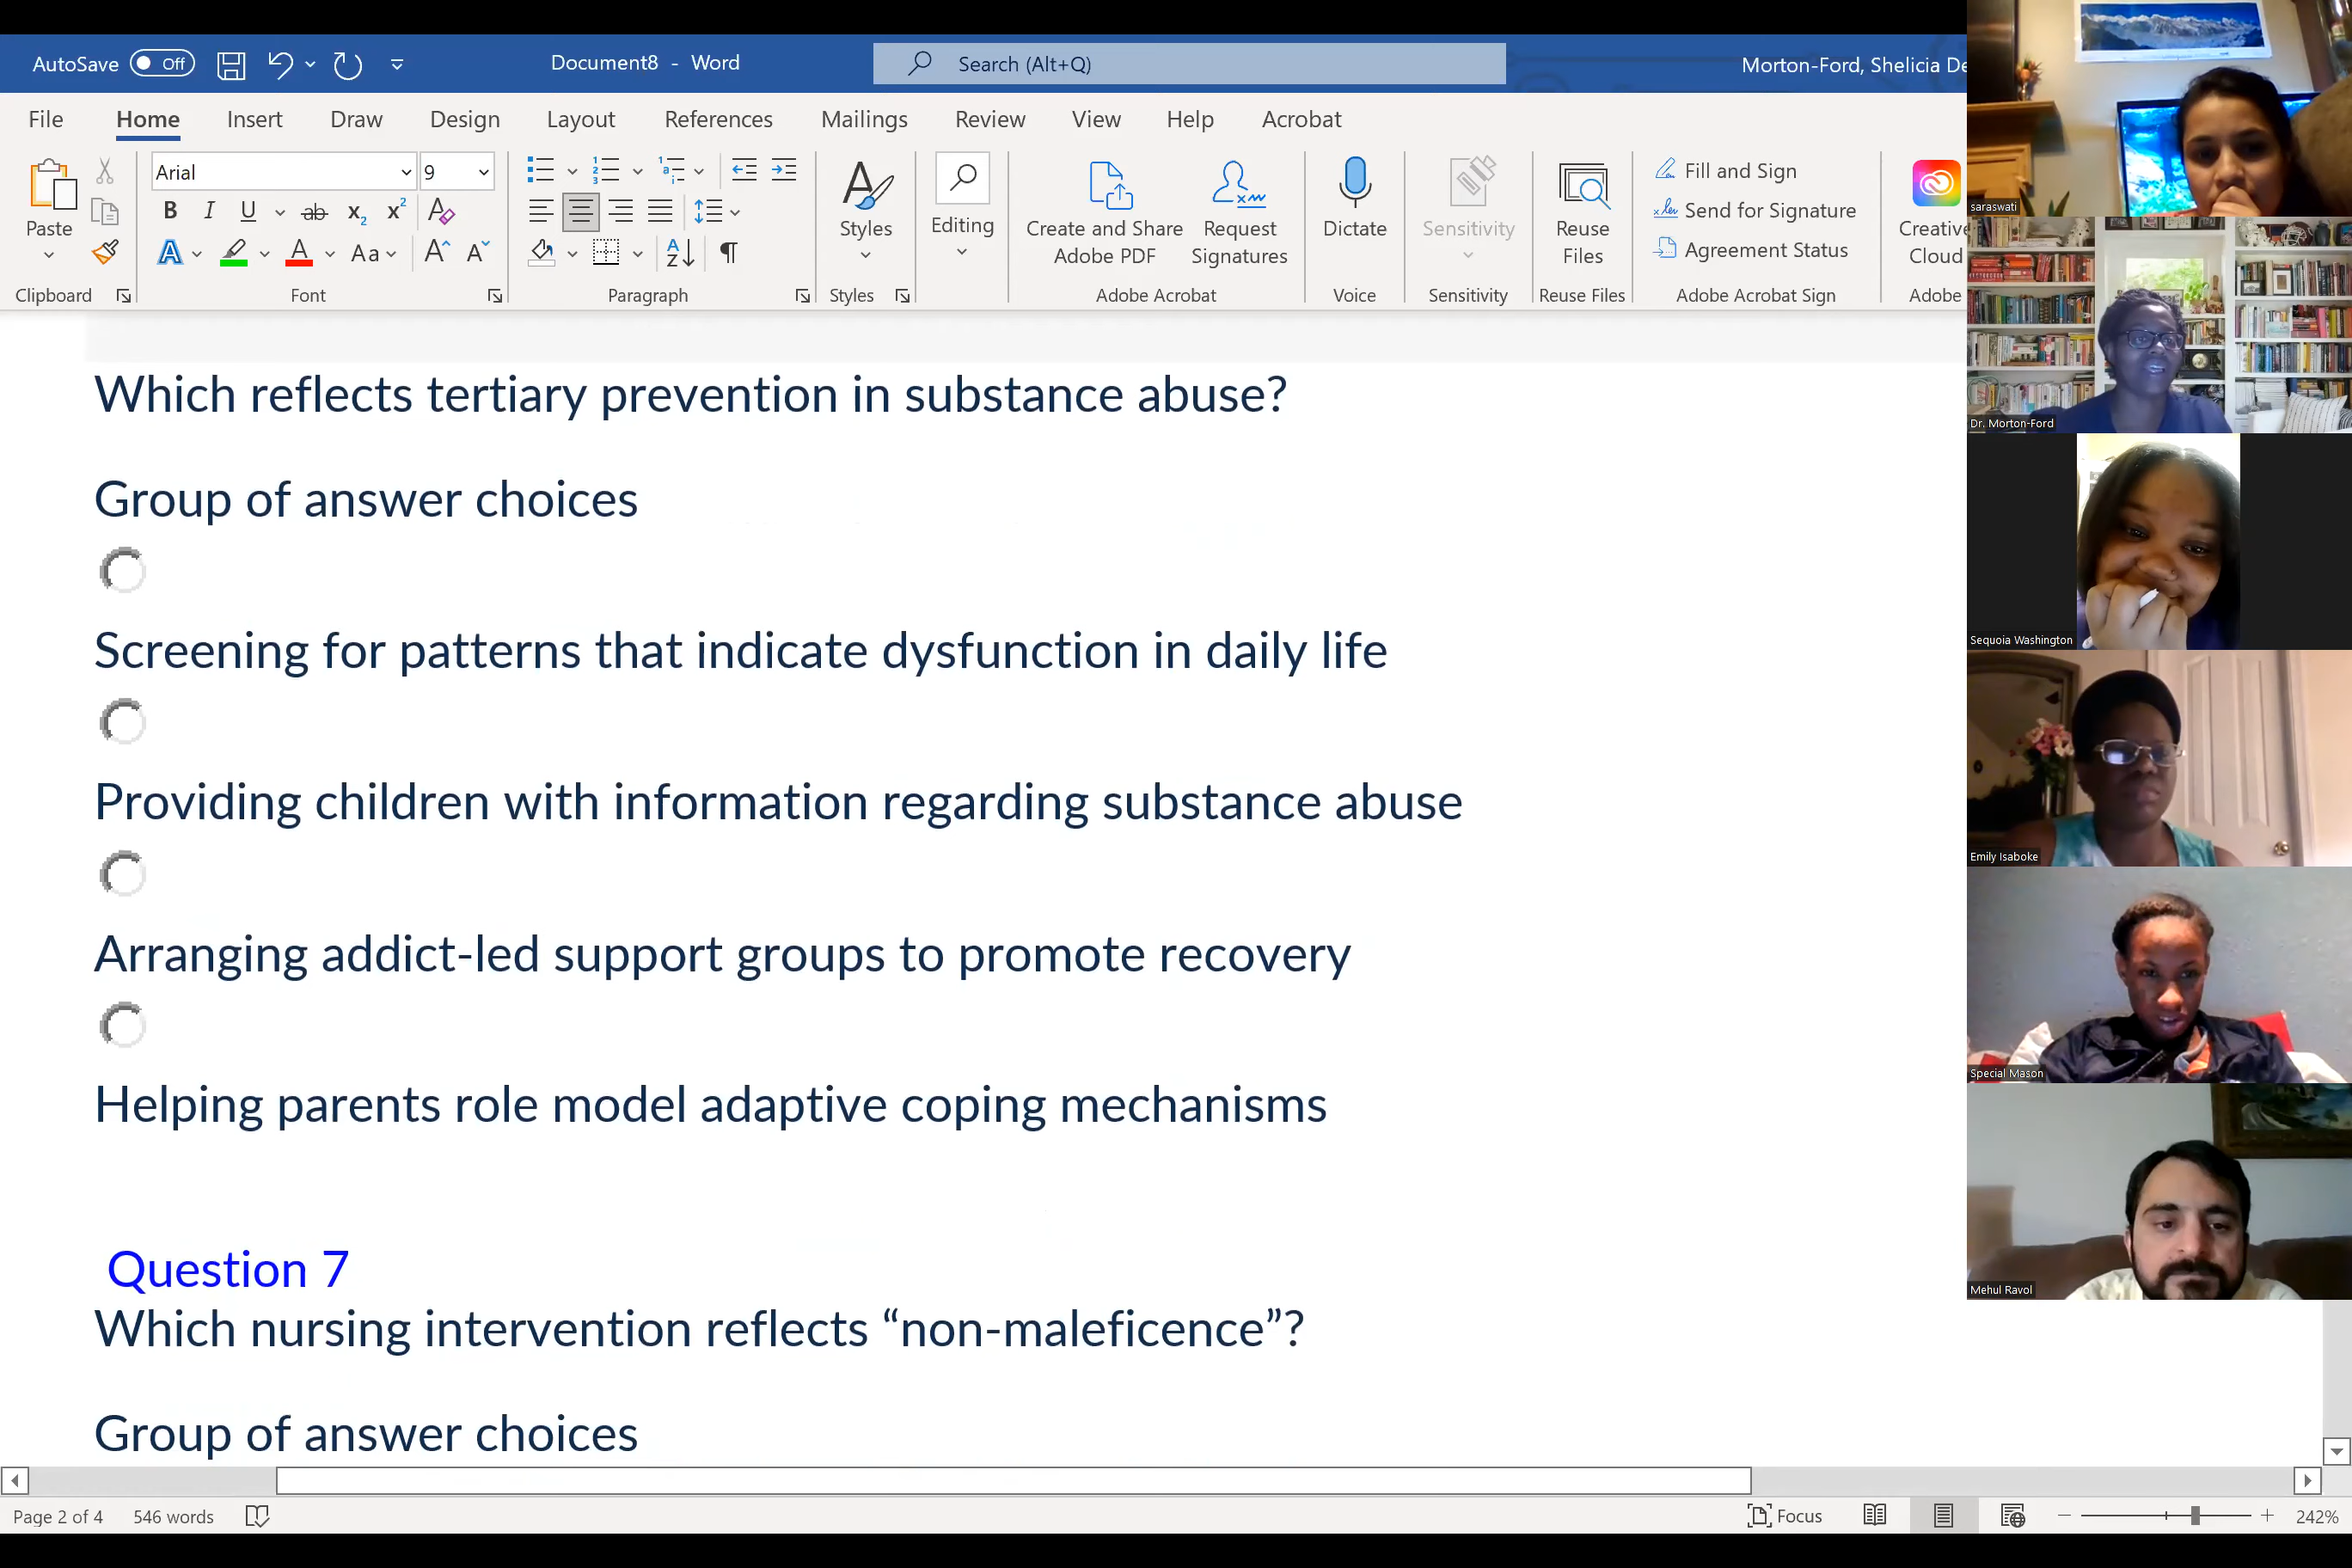 AutoSave Off Document8 - Word Search (Alt+Q) Morton-Ford, Shelicia De
File Home Insert Draw Design Layout References Mailings Review View Help Acrobat
Paste Arial 9 Styles Editing Create and Share Adobe PDF Request Signatures Dictate Sensitivity Reuse Files Fill and Sign Send for Signature Agreement Status Creative Cloud
Clipboard Font Paragraph Styles Adobe Acrobat Voice Sensitivity Reuse Files Adobe Acrobat Sign Adobe
Which reflects tertiary prevention in substance abuse?
Group of answer choices
Screening for patterns that indicate dysfunction in daily life
Providing children with information regarding substance abuse
Arranging addict-led support groups to promote recovery
Helping parents role model adaptive coping mechanisms
Question 7
Which nursing intervention reflects “non-maleficence”?
Group of answer choices
Page 2 of 4 546 words Focus 242%
saraswati
Dr. Morton-Ford
Sequoia Washington
Emily Isaboke
Special Mason
Mehul Ravol